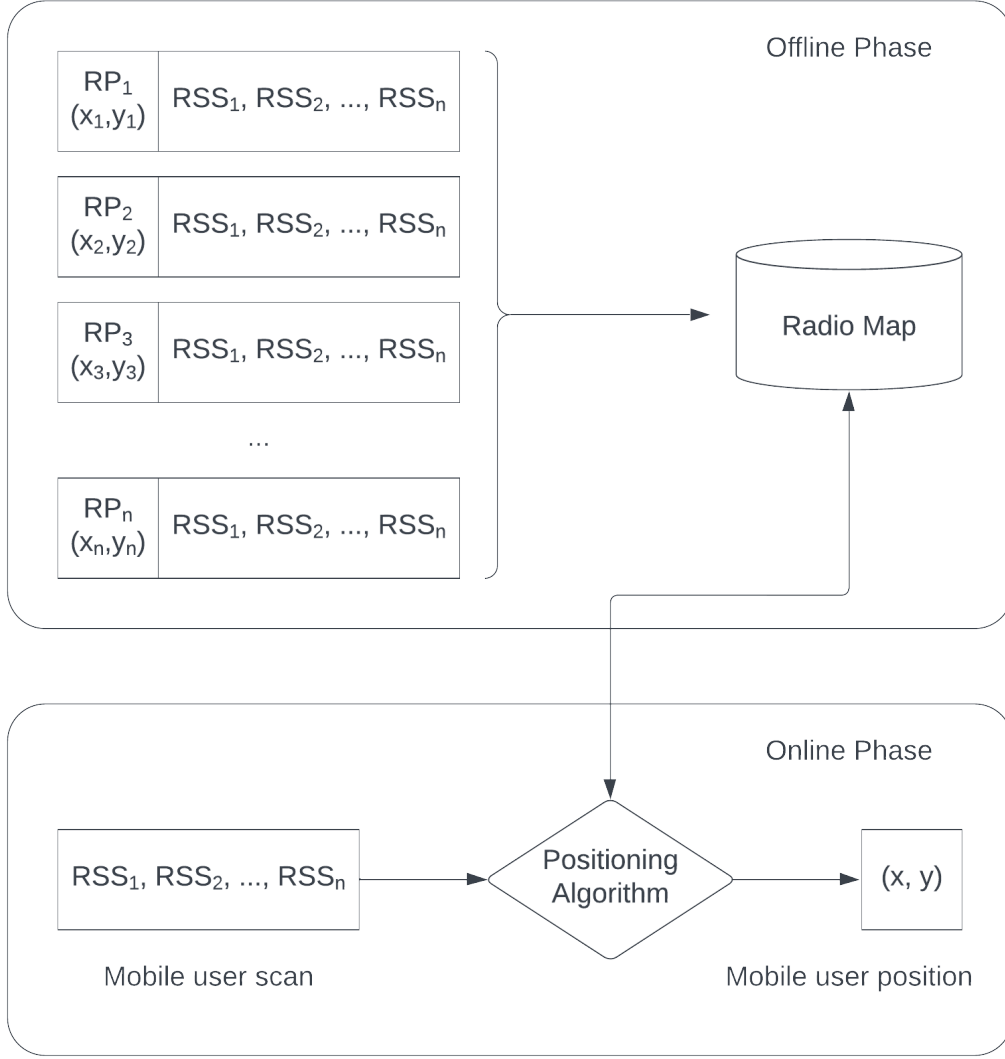 Offline Phase
RP₁
(x₁,y₁)
RSS₁, RSS₂, ..., RSSₙ
RP₂
(x₂,y₂)
RSS₁, RSS₂, ..., RSSₙ
RP₃
(x₃,y₃)
RSS₁, RSS₂, ..., RSSₙ
...
RPₙ
(xₙ,yₙ)
RSS₁, RSS₂, ..., RSSₙ
Radio Map
Online Phase
RSS₁, RSS₂, ..., RSSₙ
Mobile user scan
Positioning
Algorithm
(x, y)
Mobile user position